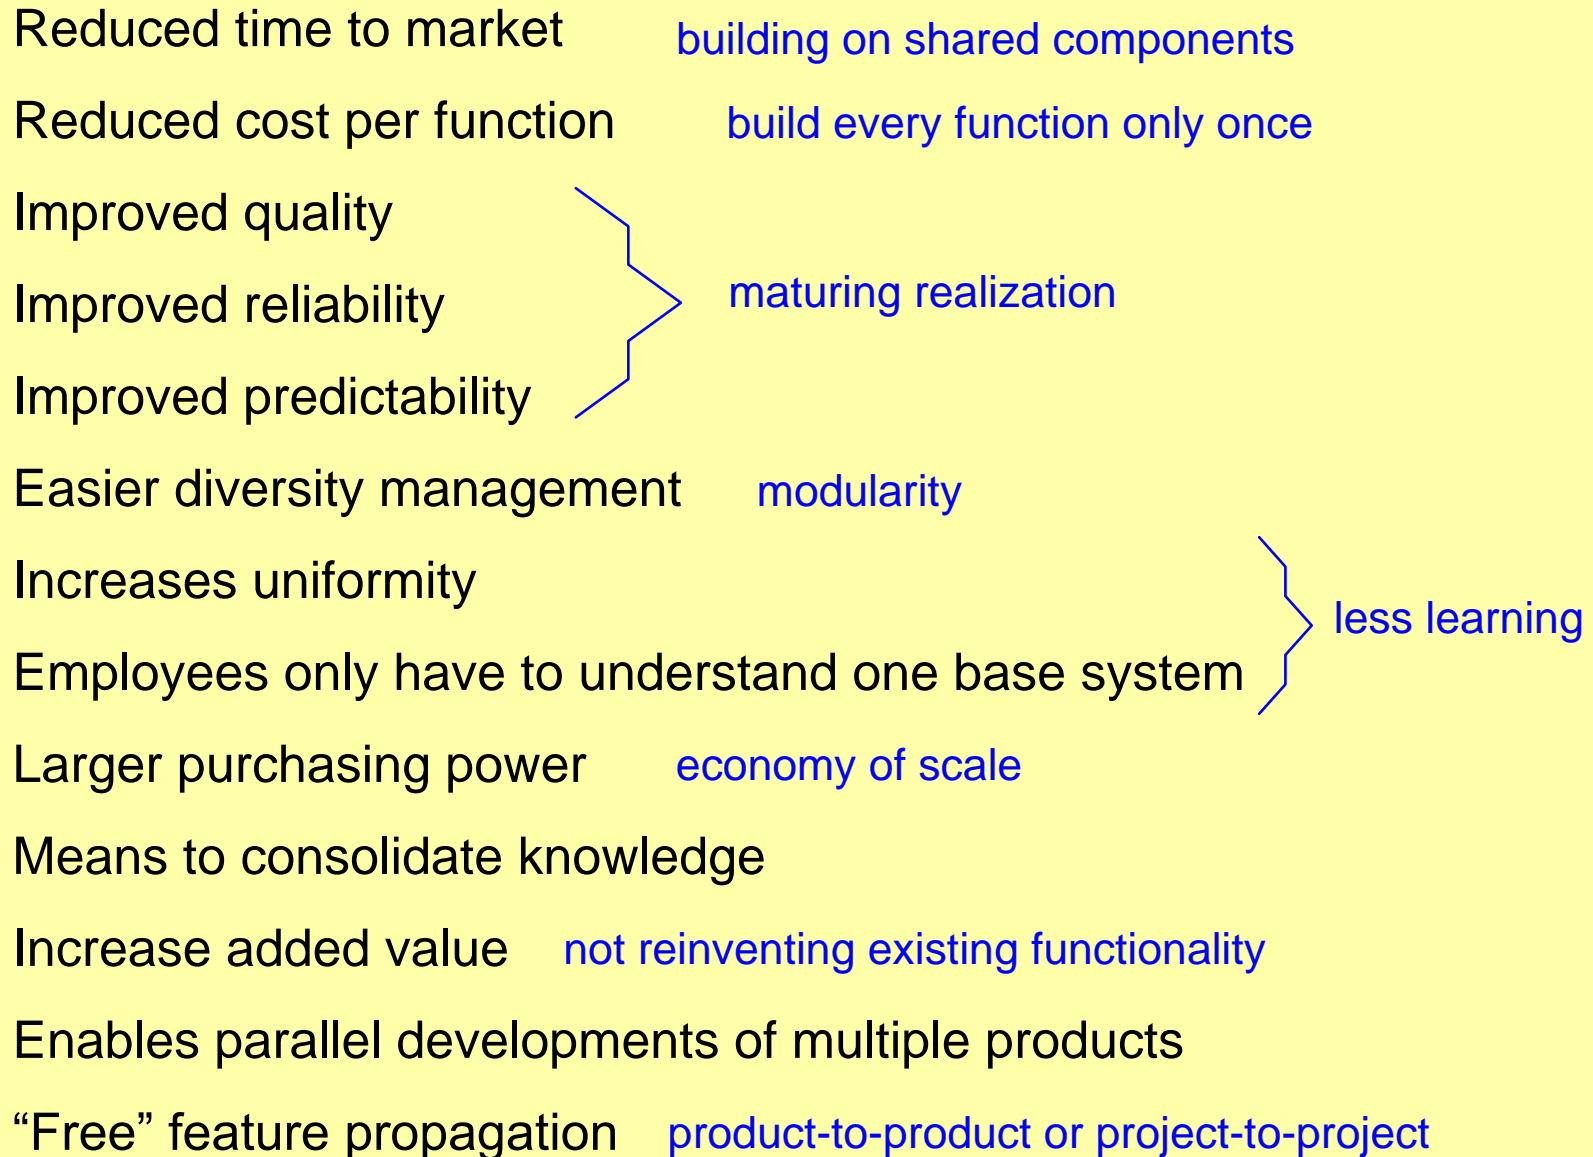 Reduced time to market building on shared components
Reduced cost per function build every function only once
Improved quality
Improved reliability maturing realization
Improved predictability
Easier diversity management modularity
Increases uniformity
less learning
Employees only have to understand one base system
Larger purchasing power economy of scale
Means to consolidate knowledge
Increase added value not reinventing existing functionality
Enables parallel developments of multiple products
“Free” feature propagation product-to-product or project-to-project